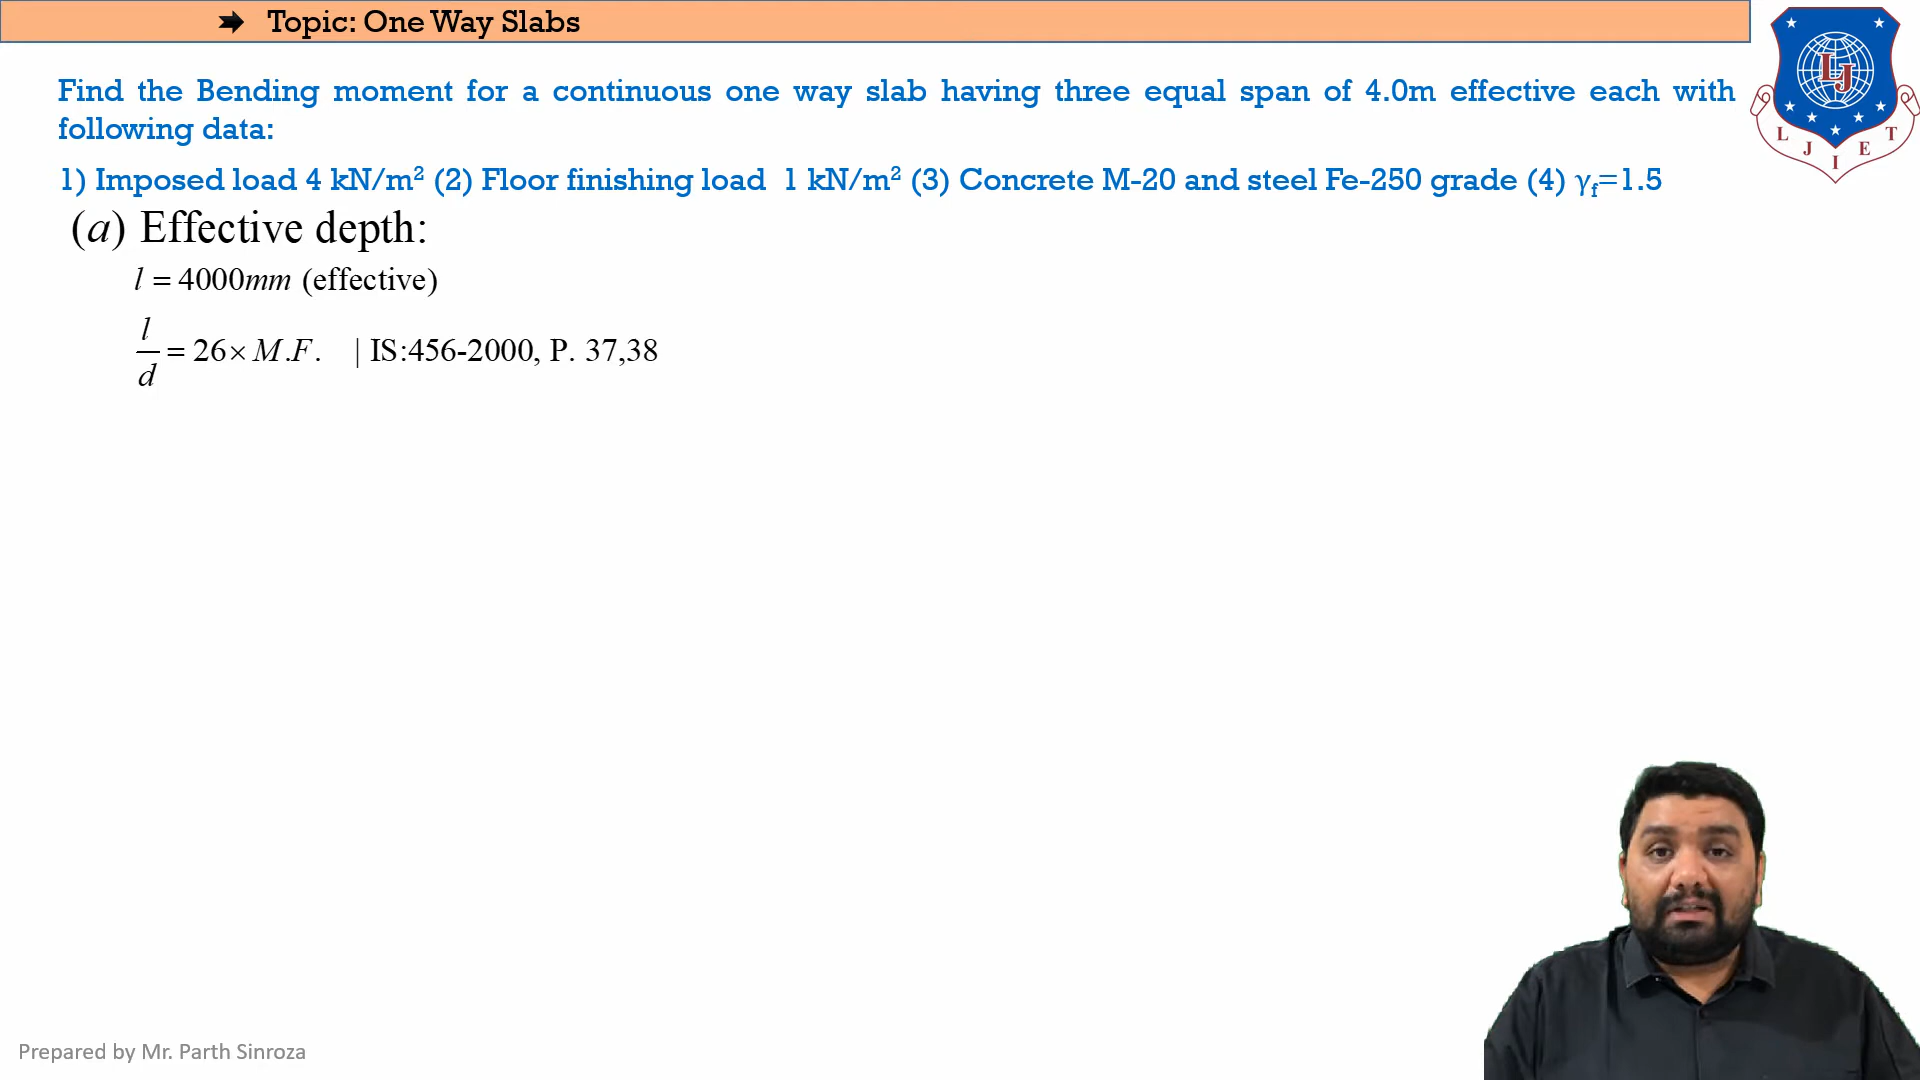 Topic: One Way Slabs
Find the Bending moment for a continuous one way slab having three equal span of 4.0m effective each with
following data:
1) Imposed load 4 kN/m² (2) Floor finishing load 1 kN/m² (3) Concrete M-20 and steel Fe-250 grade (4) γf=1.5
(a) Effective depth:
l = 4000mm (effective)
l/d = 26× M.F. | IS:456-2000, P. 37,38
LJ
L J I E T
Prepared by Mr. Parth Sinroza